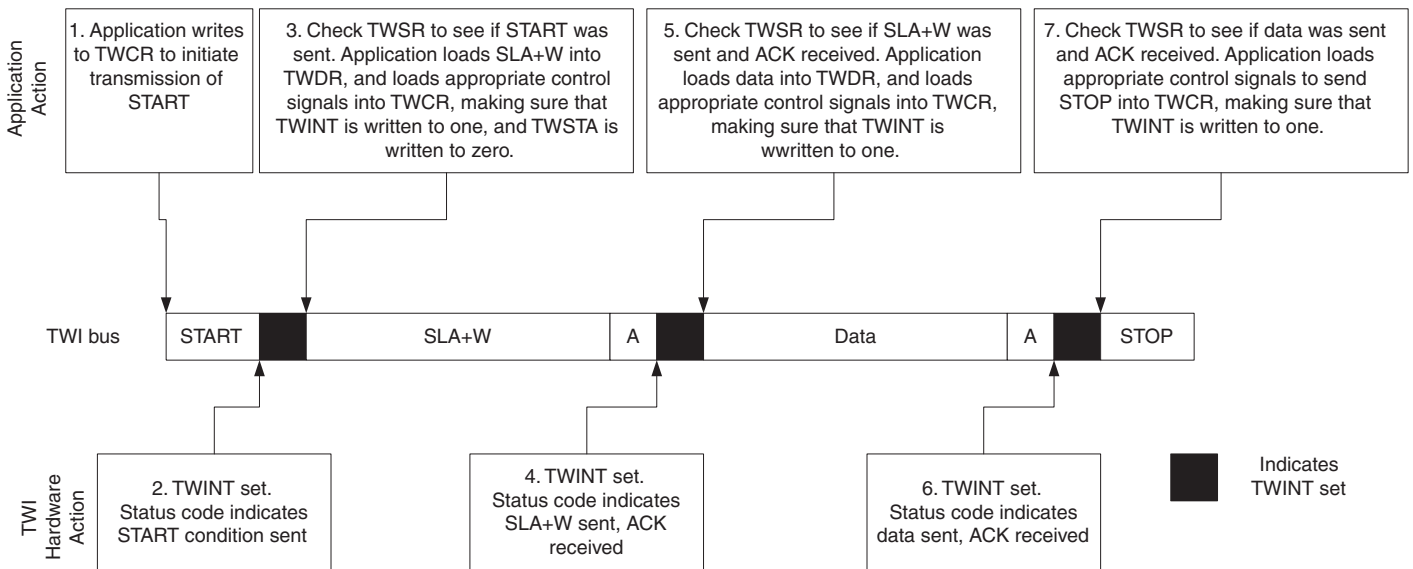 Application
Action
1. Application writes
to TWCR to initiate
transmission of
START
3. Check TWSR to see if START was
sent. Application loads SLA+W into
TWDR, and loads appropriate control
signals into TWCR, making sure that
TWINT is written to one, and TWSTA is
written to zero.
5. Check TWSR to see if SLA+W was
sent and ACK received. Application
loads data into TWDR, and loads
appropriate control signals into TWCR,
making sure that TWINT is
wwritten to one.
7. Check TWSR to see if data was sent
and ACK received. Application loads
appropriate control signals to send
STOP into TWCR, making sure that
TWINT is written to one.
TWI bus
START
SLA+W
A
Data
A
STOP
TWI
Hardware
Action
2. TWINT set.
Status code indicates
START condition sent
4. TWINT set.
Status code indicates
SLA+W sent, ACK
received
6. TWINT set.
Status code indicates
data sent, ACK received
Indicates
TWINT set